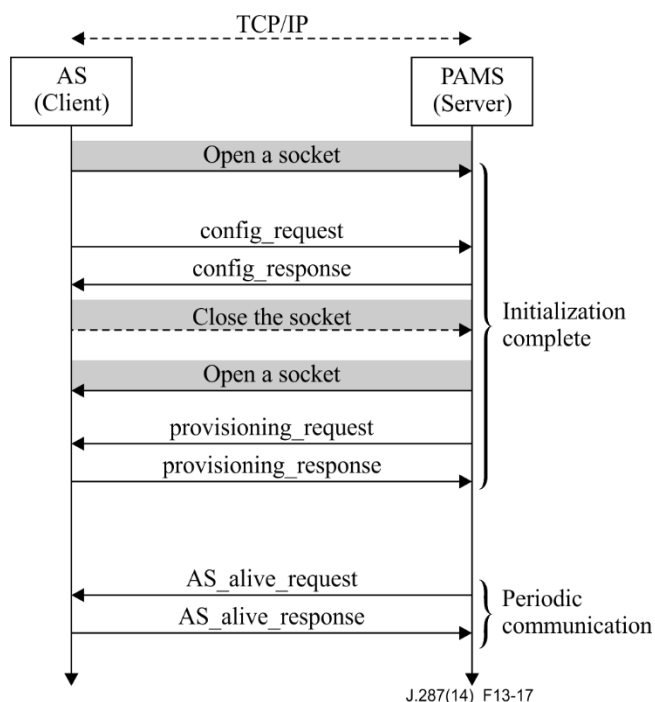 TCP/IP
AS
(Client)
PAMS
(Server)
Open a socket
config_request
config_response
Close the socket
Initialization
complete
Open a socket
provisioning_request
provisioning_response
AS_alive_request
AS_alive_response
Periodic
communication
J.287(14)_F13-17